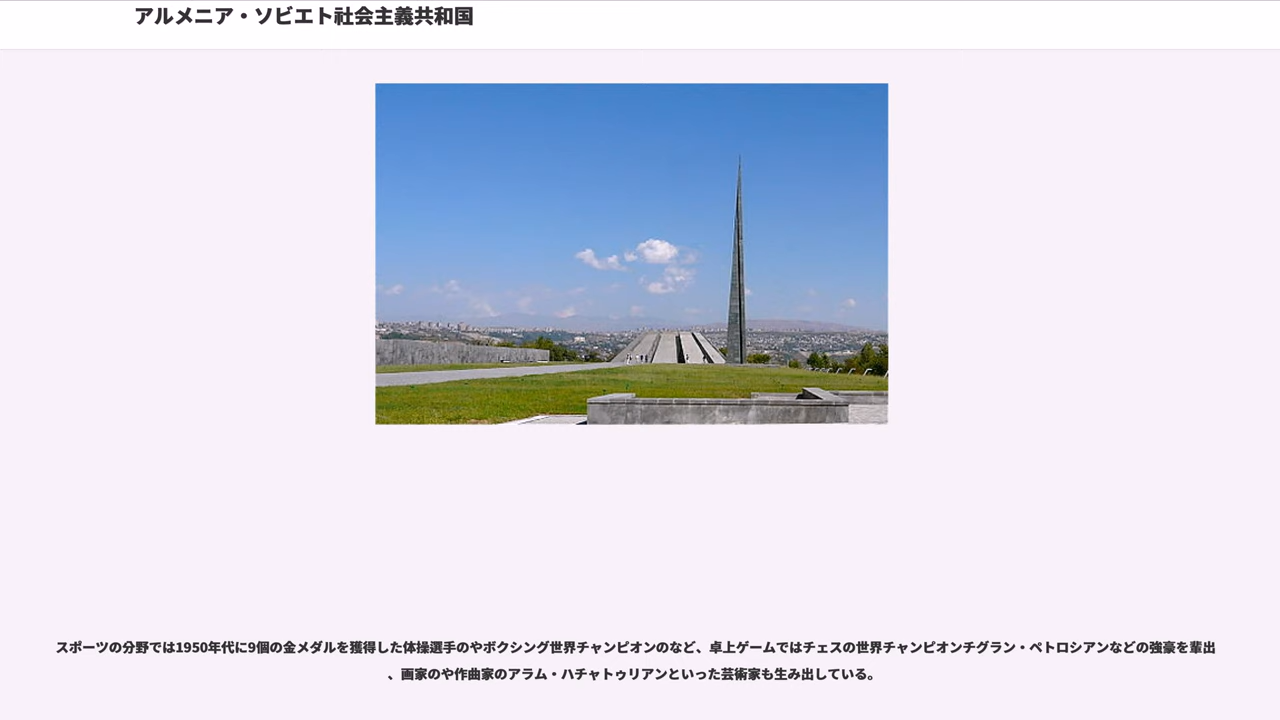 アルメニア・ソビエト社会主義共和国
スポーツの分野では1950年代に9個の金メダルを獲得した体操選手のやボクシング世界チャンピオンのなど、卓上ゲームではチェスの世界チャンピオンチグラン・ペトロシアンなどの強豪を輩出
、画家のや作曲家のアラム・ハチャトゥリアンといった芸術家も生み出している。